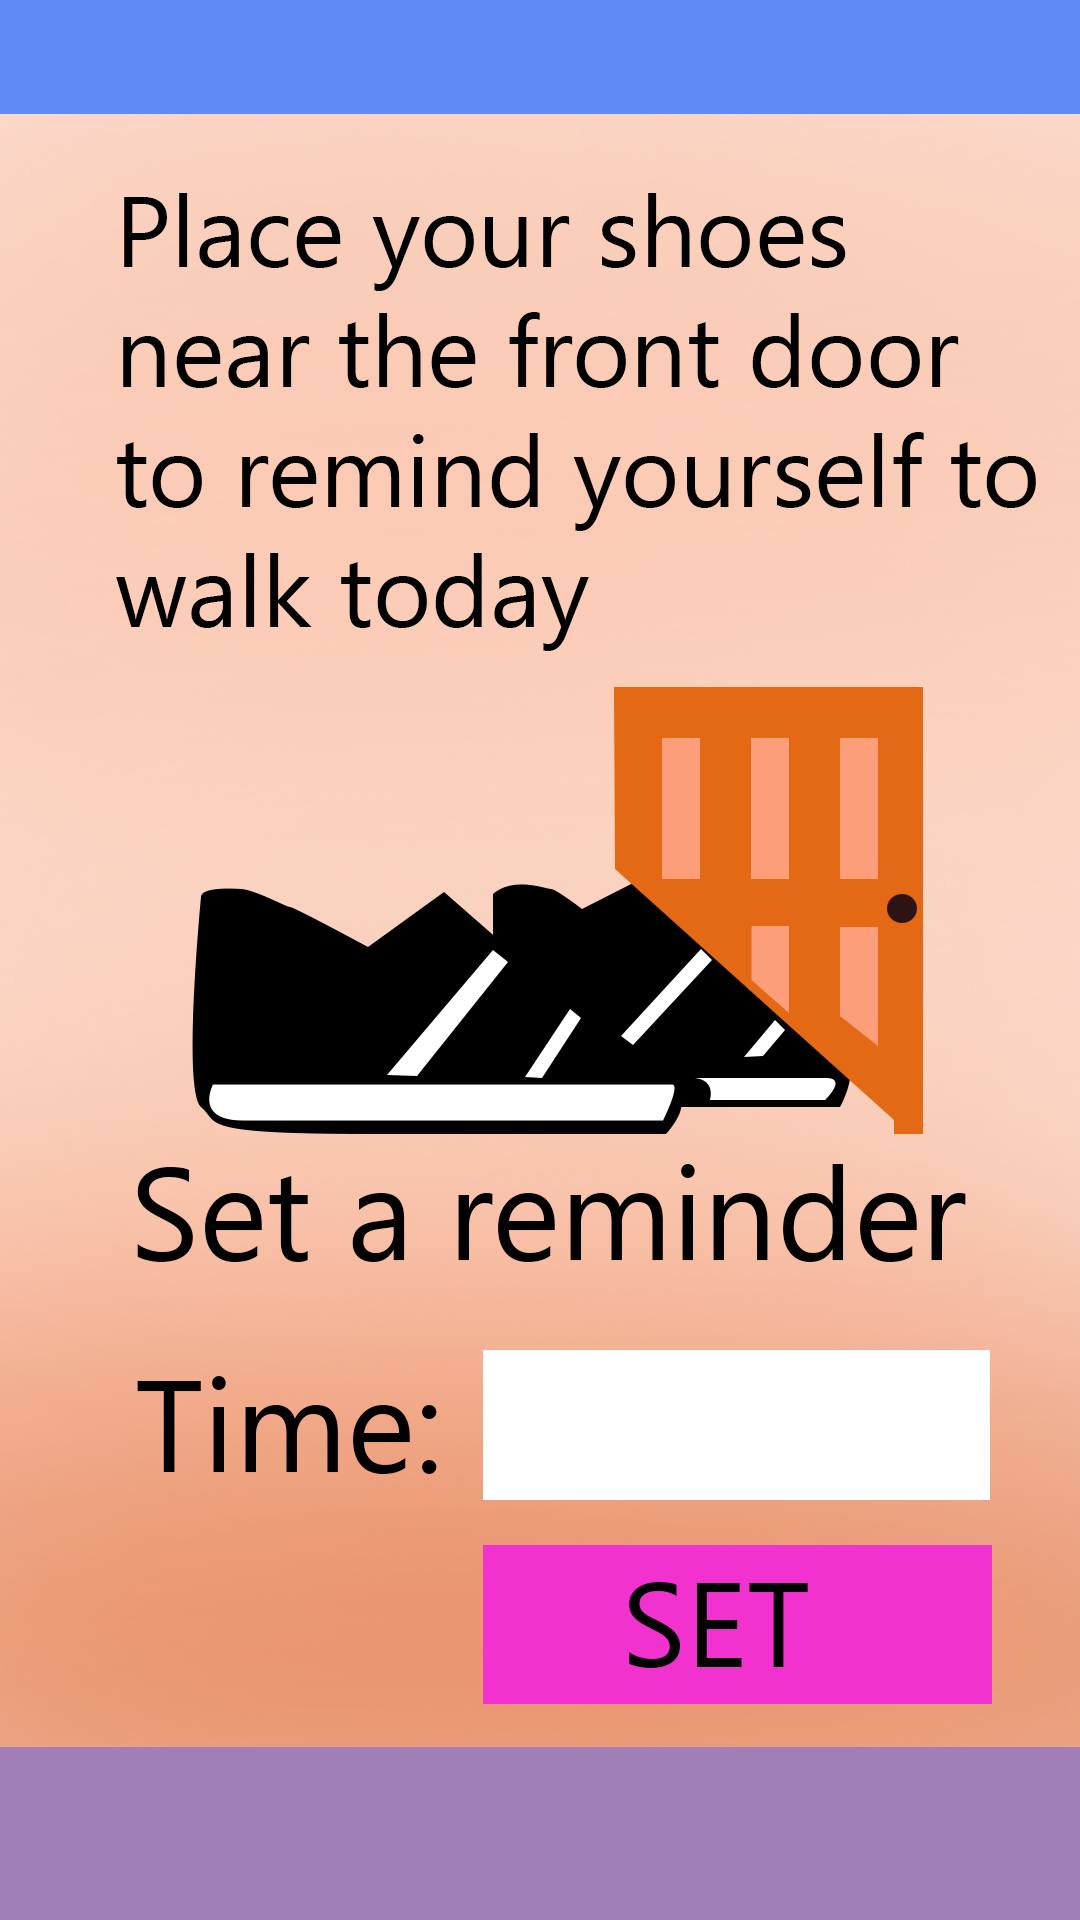 Place your shoes
near the front door
to remind yourself to
walk today
Set a reminder
Time:
SET